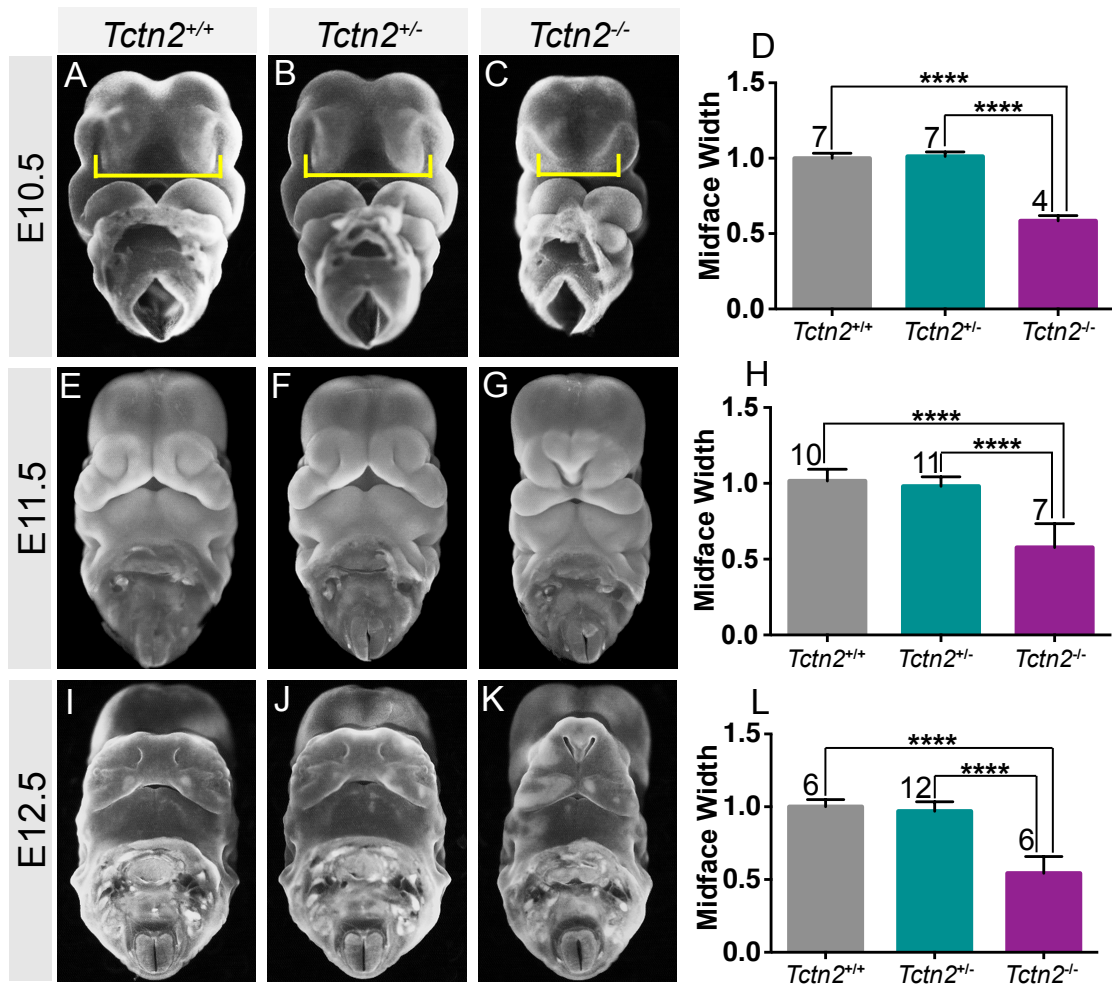 Tctn2+/+ Tctn2+/- Tctn2-/-
E10.5
A B C D
Midface Width
1.5
1.0
0.5
0.0
****
****
7 7 4
Tctn2+/+ Tctn2+/- Tctn2-/-
E11.5
E F G H
Midface Width
1.5
1.0
0.5
0.0
****
****
10 11 7
Tctn2+/+ Tctn2+/- Tctn2-/-
E12.5
I J K L
Midface Width
1.5
1.0
0.5
0.0
****
****
6 12 6
Tctn2+/+ Tctn2+/- Tctn2-/-